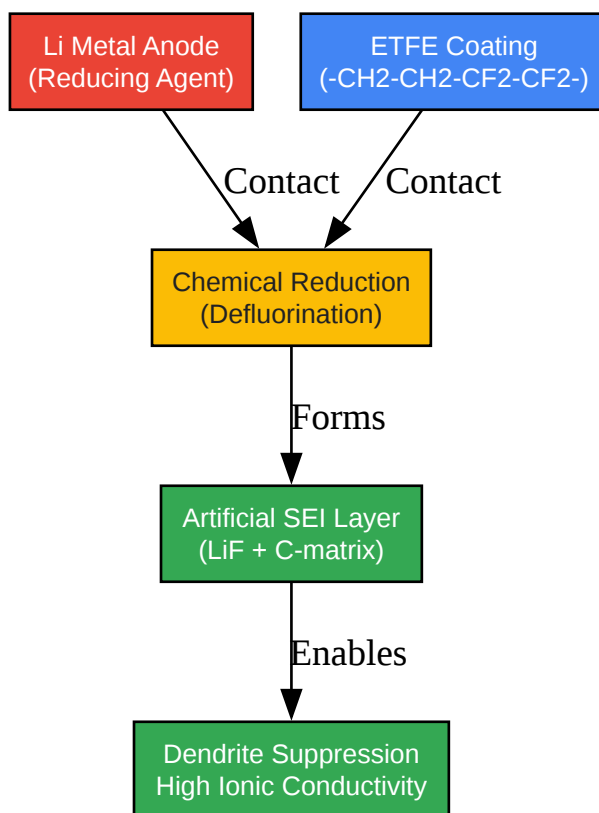 Li Metal Anode
(Reducing Agent)
ETFE Coating
(-CH2-CH2-CF2-CF2-)
Contact
Contact
Chemical Reduction
(Defluorination)
Forms
Artificial SEI Layer
(LiF + C-matrix)
Enables
Dendrite Suppression
High Ionic Conductivity